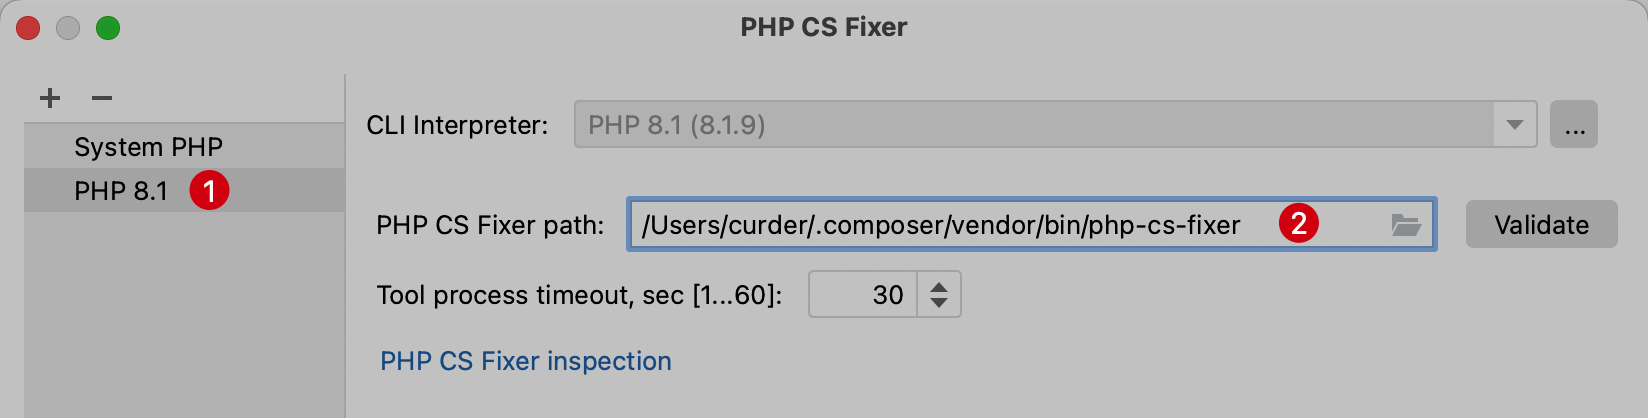 PHP CS Fixer
System PHP
PHP 8.1 1
CLI Interpreter: PHP 8.1 (8.1.9) ...
PHP CS Fixer path: /Users/curder/.composer/vendor/bin/php-cs-fixer 2 Validate
Tool process timeout, sec [1...60]: 30
PHP CS Fixer inspection